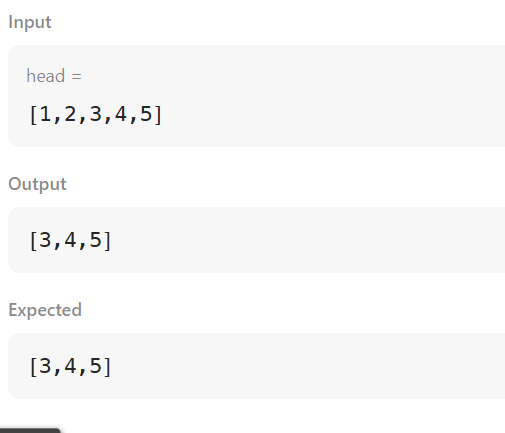 Input
head =
[1,2,3,4,5]
Output
[3,4,5]
Expected
[3,4,5]